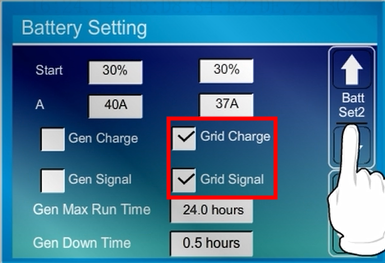 Battery Setting
Start 30% 30%
A 40A 37A
Batt
Set2
Gen Charge Grid Charge
Gen Signal Grid Signal
Gen Max Run Time 24.0 hours
Gen Down Time 0.5 hours